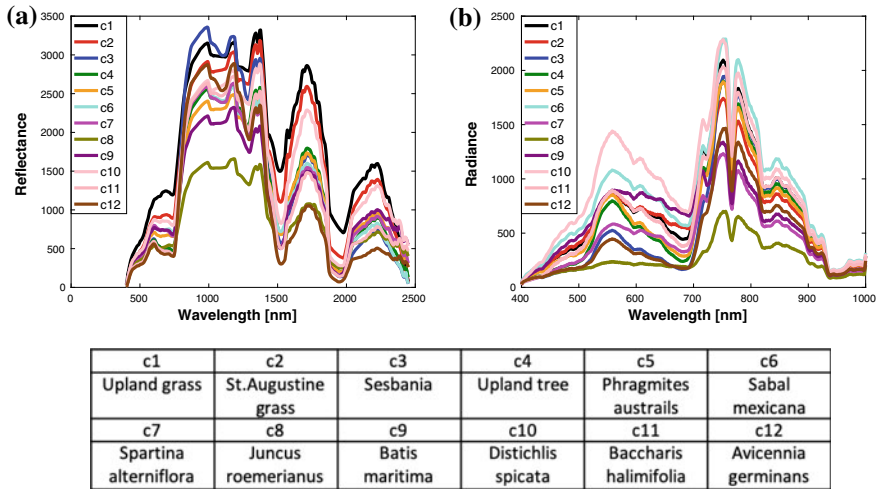 (a)
3500
3000
2500
2000
1500
1000
500
0
Reflectance
c1
c2
c3
c4
c5
c6
c7
c8
c9
c10
c11
c12
0
500
1000
1500
2000
2500
Wavelength [nm]
(b)
2500
2000
1500
1000
500
0
Radiance
c1
c2
c3
c4
c5
c6
c7
c8
c9
c10
c11
c12
400
500
600
700
800
900
1000
Wavelength [nm]
c1 c2 c3 c4 c5 c6
Upland grass St.Augustine Sesbania Upland tree Phragmites Sabal
grass australis mexicana
c7 c8 c9 c10 c11 c12
Spartina Juncus Batis Distichlis Baccharis Avicennia
alterniflora roemerianus maritima spicata halimifolia germinans